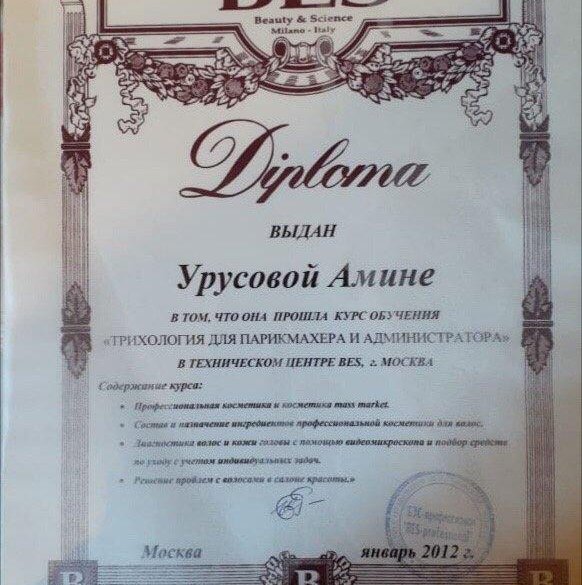 BES
Beauty & Science
Milano - Italy
Diploma
ВЫДАН
Урусовой Амине
В ТОМ, ЧТО ОНА ПРОШЛА КУРС ОБУЧЕНИЯ
«ТРИХОЛОГИЯ ДЛЯ ПАРИКМАХЕРА И АДМИНИСТРАТОРА»
В ТЕХНИЧЕСКОМ ЦЕНТРЕ BES, г. МОСКВА
Содержание курса:
• Профессиональная косметика и косметика mass market.
• Состав и назначение ингредиентов профессиональной косметики для волос.
• Диагностика волос и кожи головы с помощью видеомикроскопа и подбор средств
по уходу с учетом индивидуальных задач.
• Решение проблем с волосами в салоне красоты.»
"BES-professional"
Москва
январь 2012 г.
B
BES
B